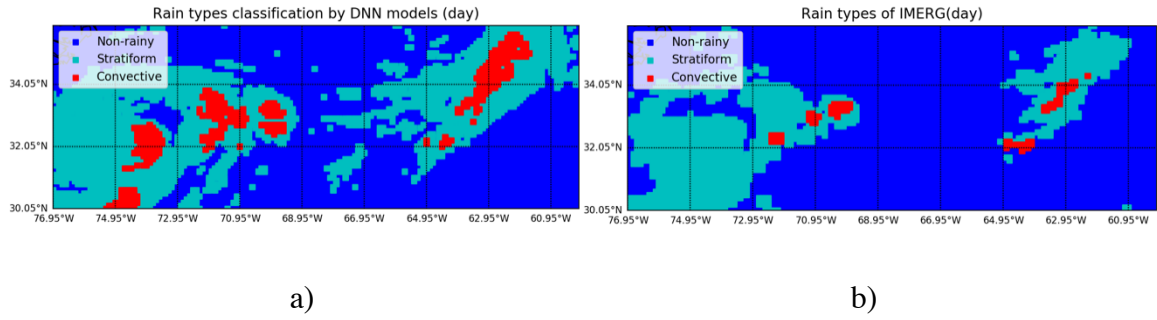 Rain types classification by DNN models (day)
Non-rainy
Stratiform
Convective
34.05°N
32.05°N
30.05°N
76.95°W 74.95°W 72.95°W 70.95°W 68.95°W 66.95°W 64.95°W 62.95°W 60.95°W
a)
Rain types of IMERG(day)
Non-rainy
Stratiform
Convective
34.05°N
32.05°N
30.05°N
76.95°W 74.95°W 72.95°W 70.95°W 68.95°W 66.95°W 64.95°W 62.95°W 60.95°W
b)